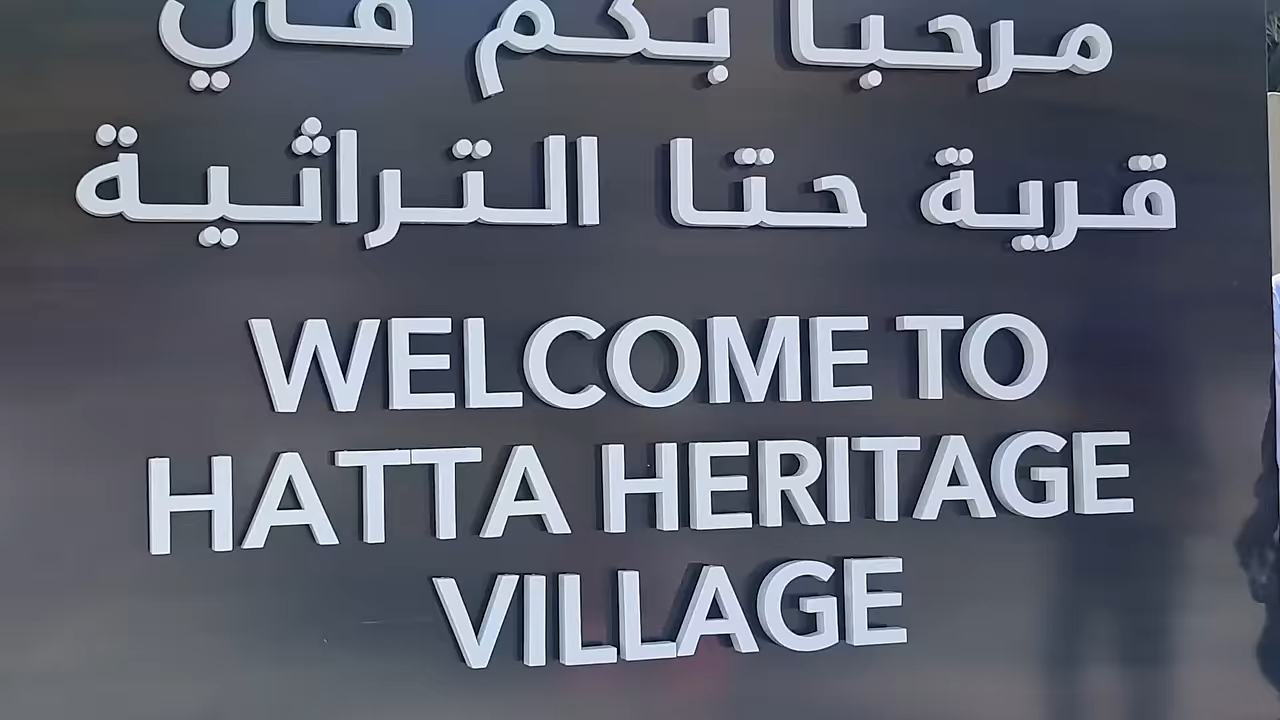 مرحبا بكم في
قرية حتا التراثية
WELCOME TO
HATTA HERITAGE
VILLAGE